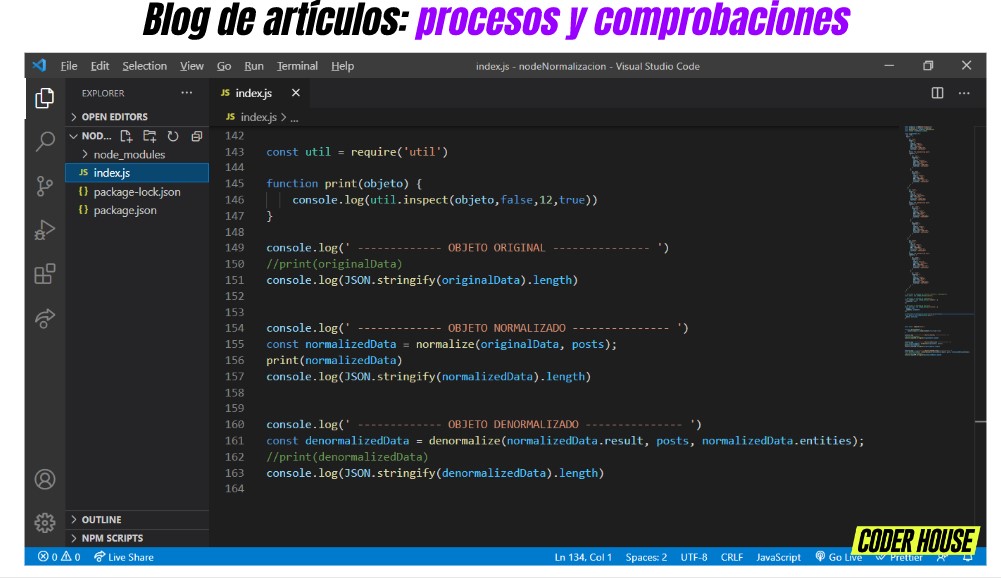 Blog de artículos: procesos y comprobaciones
File Edit Selection View Go Run Terminal Help
index.js - nodeNormalizacion - Visual Studio Code
EXPLORER
JS index.js
OPEN EDITORS
JS index.js > ...
NOD...
node_modules
JS index.js
{} package-lock.json
{} package.json
142
143 const util = require('util')
144
145 function print(objeto) {
146 console.log(util.inspect(objeto,false,12,true))
147 }
148
149 console.log(' ------------- OBJETO ORIGINAL --------------- ')
150 //print(originalData)
151 console.log(JSON.stringify(originalData).length)
152
153
154 console.log(' ------------- OBJETO NORMALIZADO --------------- ')
155 const normalizedData = normalize(originalData, posts);
156 print(normalizedData)
157 console.log(JSON.stringify(normalizedData).length)
158
159
160 console.log(' ------------- OBJETO DENORMALIZADO --------------- ')
161 const denormalizedData = denormalize(normalizedData.result, posts, normalizedData.entities);
162 //print(denormalizedData)
163 console.log(JSON.stringify(denormalizedData).length)
164
OUTLINE
NPM SCRIPTS
CODER HOUSE
0 0 Live Share
Ln 134, Col 1 Spaces: 2 UTF-8 CRLF JavaScript Go Live Prettier